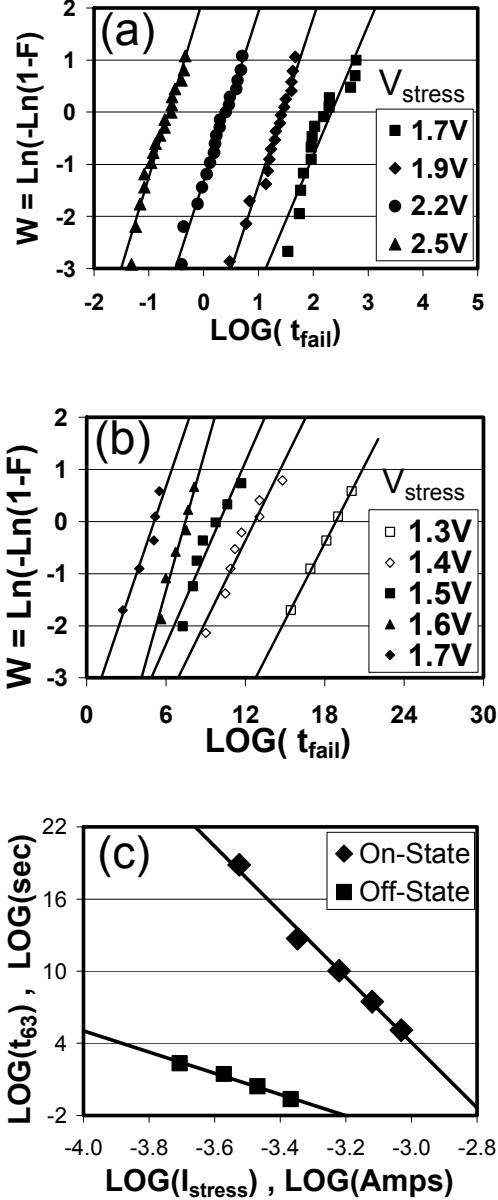 (a)
W = Ln(-Ln(1-F)
2
1
0
-1
-2
-3
V stress
1.7V
1.9V
2.2V
2.5V
-2 -1 0 1 2 3 4 5
LOG( tfail)
(b)
W = Ln(-Ln(1-F)
2
1
0
-1
-2
-3
V stress
1.3V
1.4V
1.5V
1.6V
1.7V
0 6 12 18 24 30
LOG( tfail)
(c)
LOG(t63) , LOG(sec)
22
16
10
4
-2
On-State
Off-State
-4.0 -3.8 -3.6 -3.4 -3.2 -3.0 -2.8
LOG(Istress) , LOG(Amps)